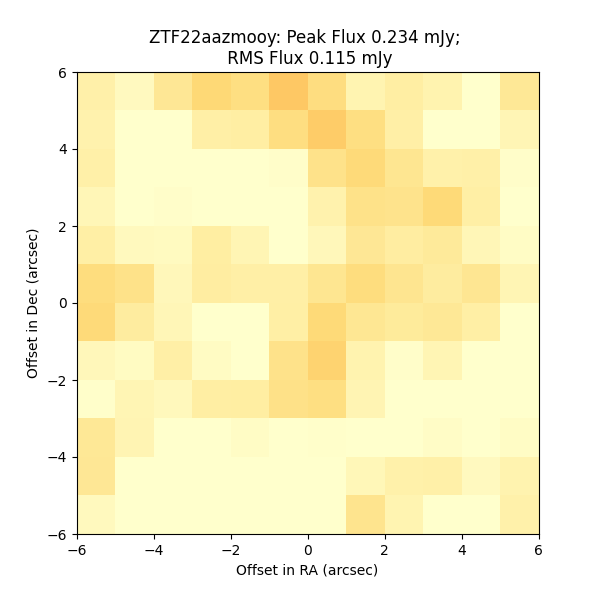 ZTF22aazmooy: Peak Flux 0.234 mJy;
RMS Flux 0.115 mJy
6
4
2
0
−2
−4
−6
Offset in Dec (arcsec)
−6 −4 −2 0 2 4 6
Offset in RA (arcsec)